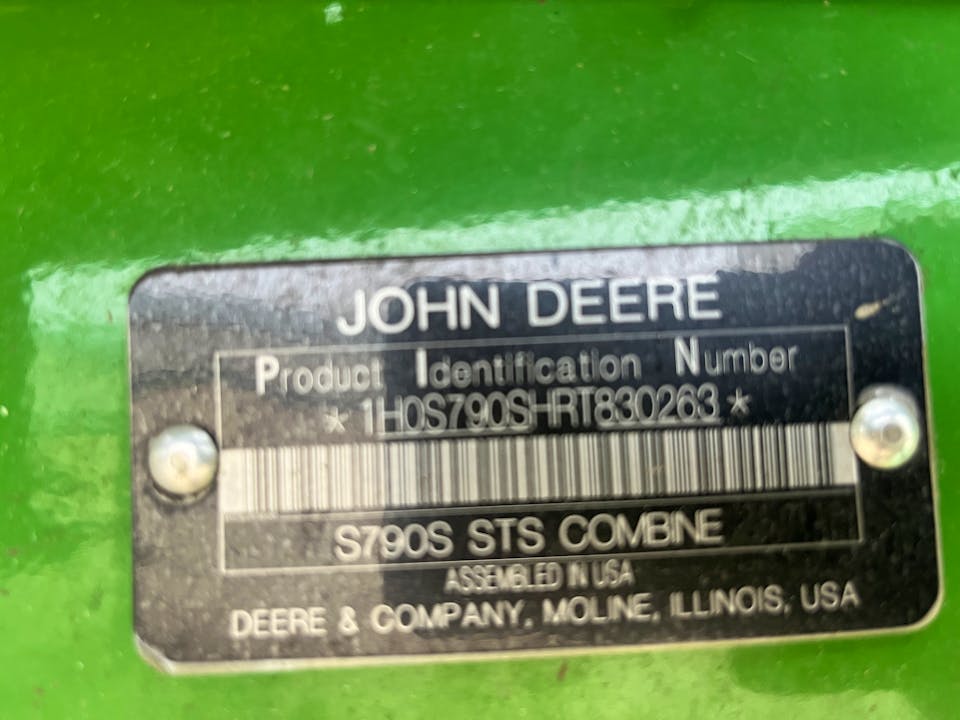 JOHN DEERE
Product Identification Number
*1H0S790SHRT830263*
S790S STS COMBINE
ASSEMBLED IN USA
DEERE & COMPANY, MOLINE, ILLINOIS, USA